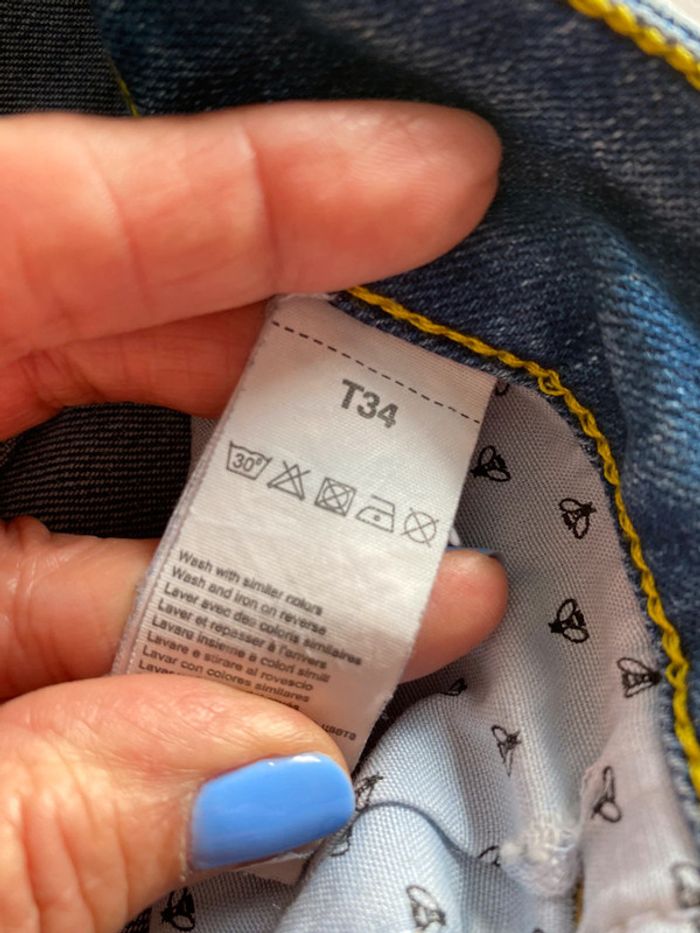 T34
30°
Wash with similar colors
Wash and iron on reverse
Laver avec des coloris similaires
Laver et repasser à l'envers
Lavare insieme a colori simili
Lavare e stirare al rovescio
Lavar con colores similares